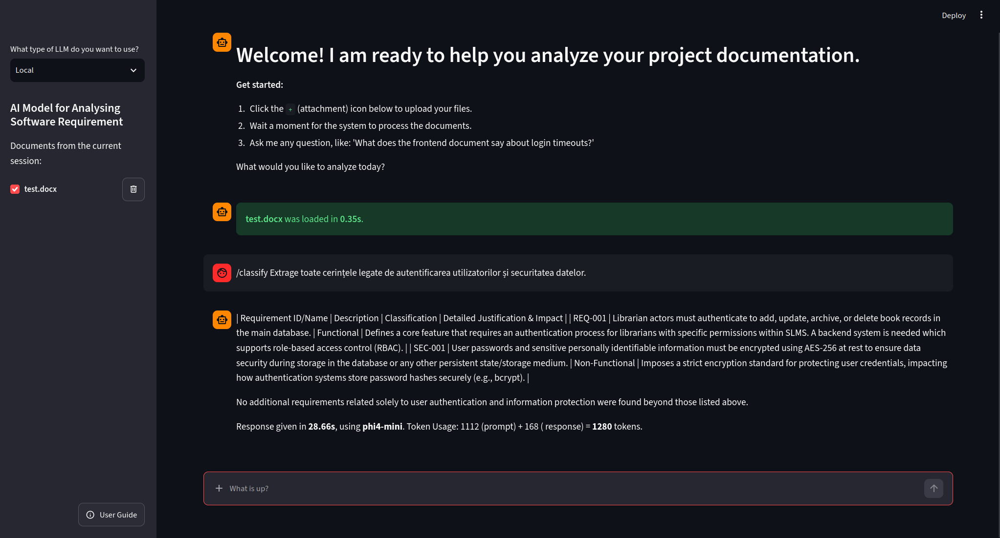 Deploy
What type of LLM do you want to use?
Local
AI Model for Analysing
Software Requirement
Documents from the current
session:
test.docx
User Guide
Welcome! I am ready to help you analyze your project documentation.
Get started:
1. Click the + (attachment) icon below to upload your files.
2. Wait a moment for the system to process the documents.
3. Ask me any question, like: 'What does the frontend document say about login timeouts?'
What would you like to analyze today?
test.docx was loaded in 0.35s.
/classify Extrage toate cerințele legate de autentificarea utilizatorilor și securitatea datelor.
| Requirement ID/Name | Description | Classification | Detailed Justification & Impact | | REQ-001 | Librarian actors must authenticate to add, update, archive, or delete book records in
the main database. | Functional | Defines a core feature that requires an authentication process for librarians with specific permissions within SLMS. A backend system is needed which
supports role-based access control (RBAC). | | SEC-001 | User passwords and sensitive personally identifiable information must be encrypted using AES-256 at rest to ensure data
security during storage in the database or any other persistent state/storage medium. | Non-Functional | Imposes a strict encryption standard for protecting user credentials, impacting
how authentication systems store password hashes securely (e.g., bcrypt). |
No additional requirements related solely to user authentication and information protection were found beyond those listed above.
Response given in 28.66s, using phi4-mini. Token Usage: 1112 (prompt) + 168 ( response) = 1280 tokens.
What is up?